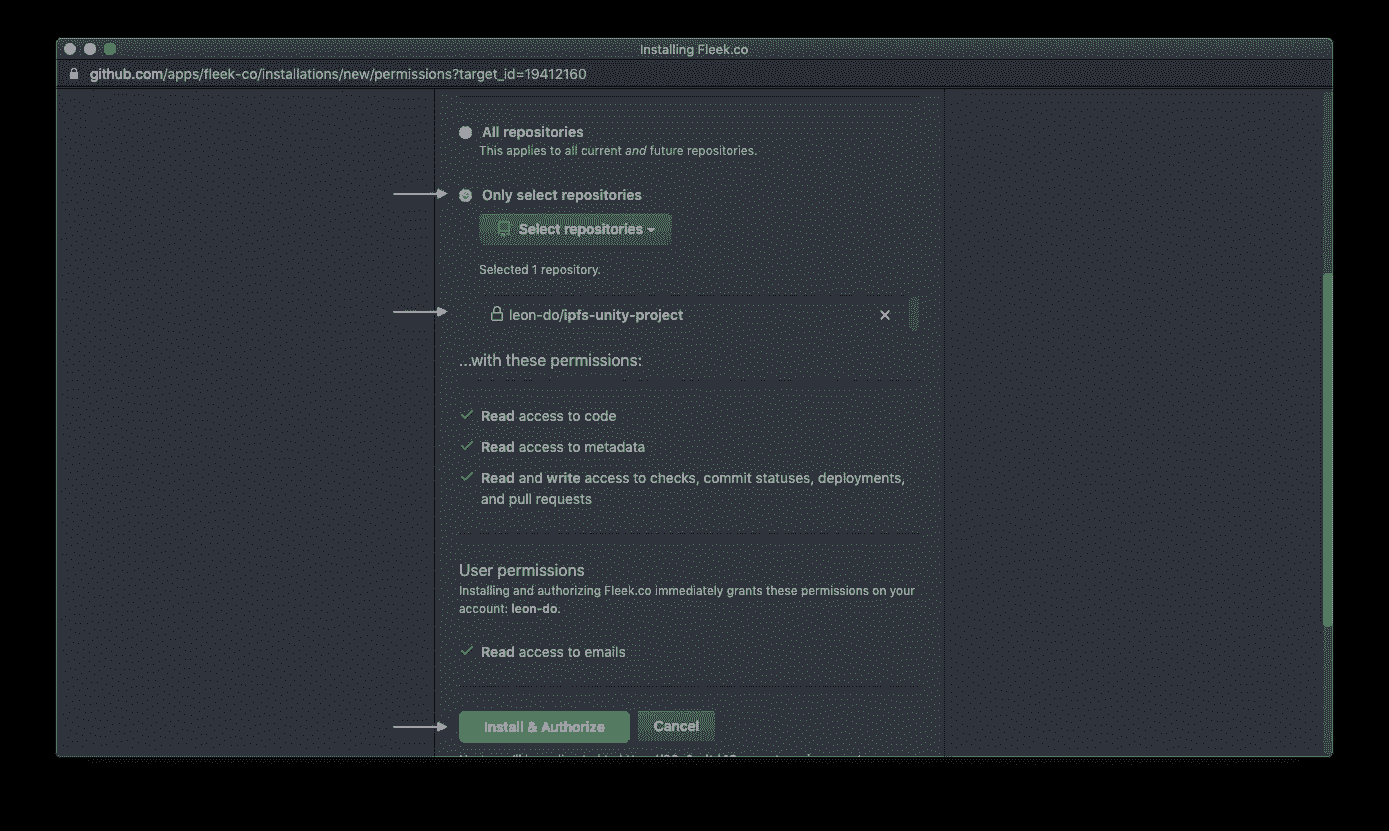 Installing Fleek.co
github.com/apps/fleek-co/installations/new/permissions?target_id=19412160
All repositories
This applies to all current and future repositories.
Only select repositories
Select repositories
Selected 1 repository.
leon-do/ipfs-unity-project
...with these permissions:
Read access to code
Read access to metadata
Read and write access to checks, commit statuses, deployments,
and pull requests
User permissions
Installing and authorizing Fleek.co immediately grants these permissions on your
account: leon-do.
Read access to emails
Install & Authorize Cancel